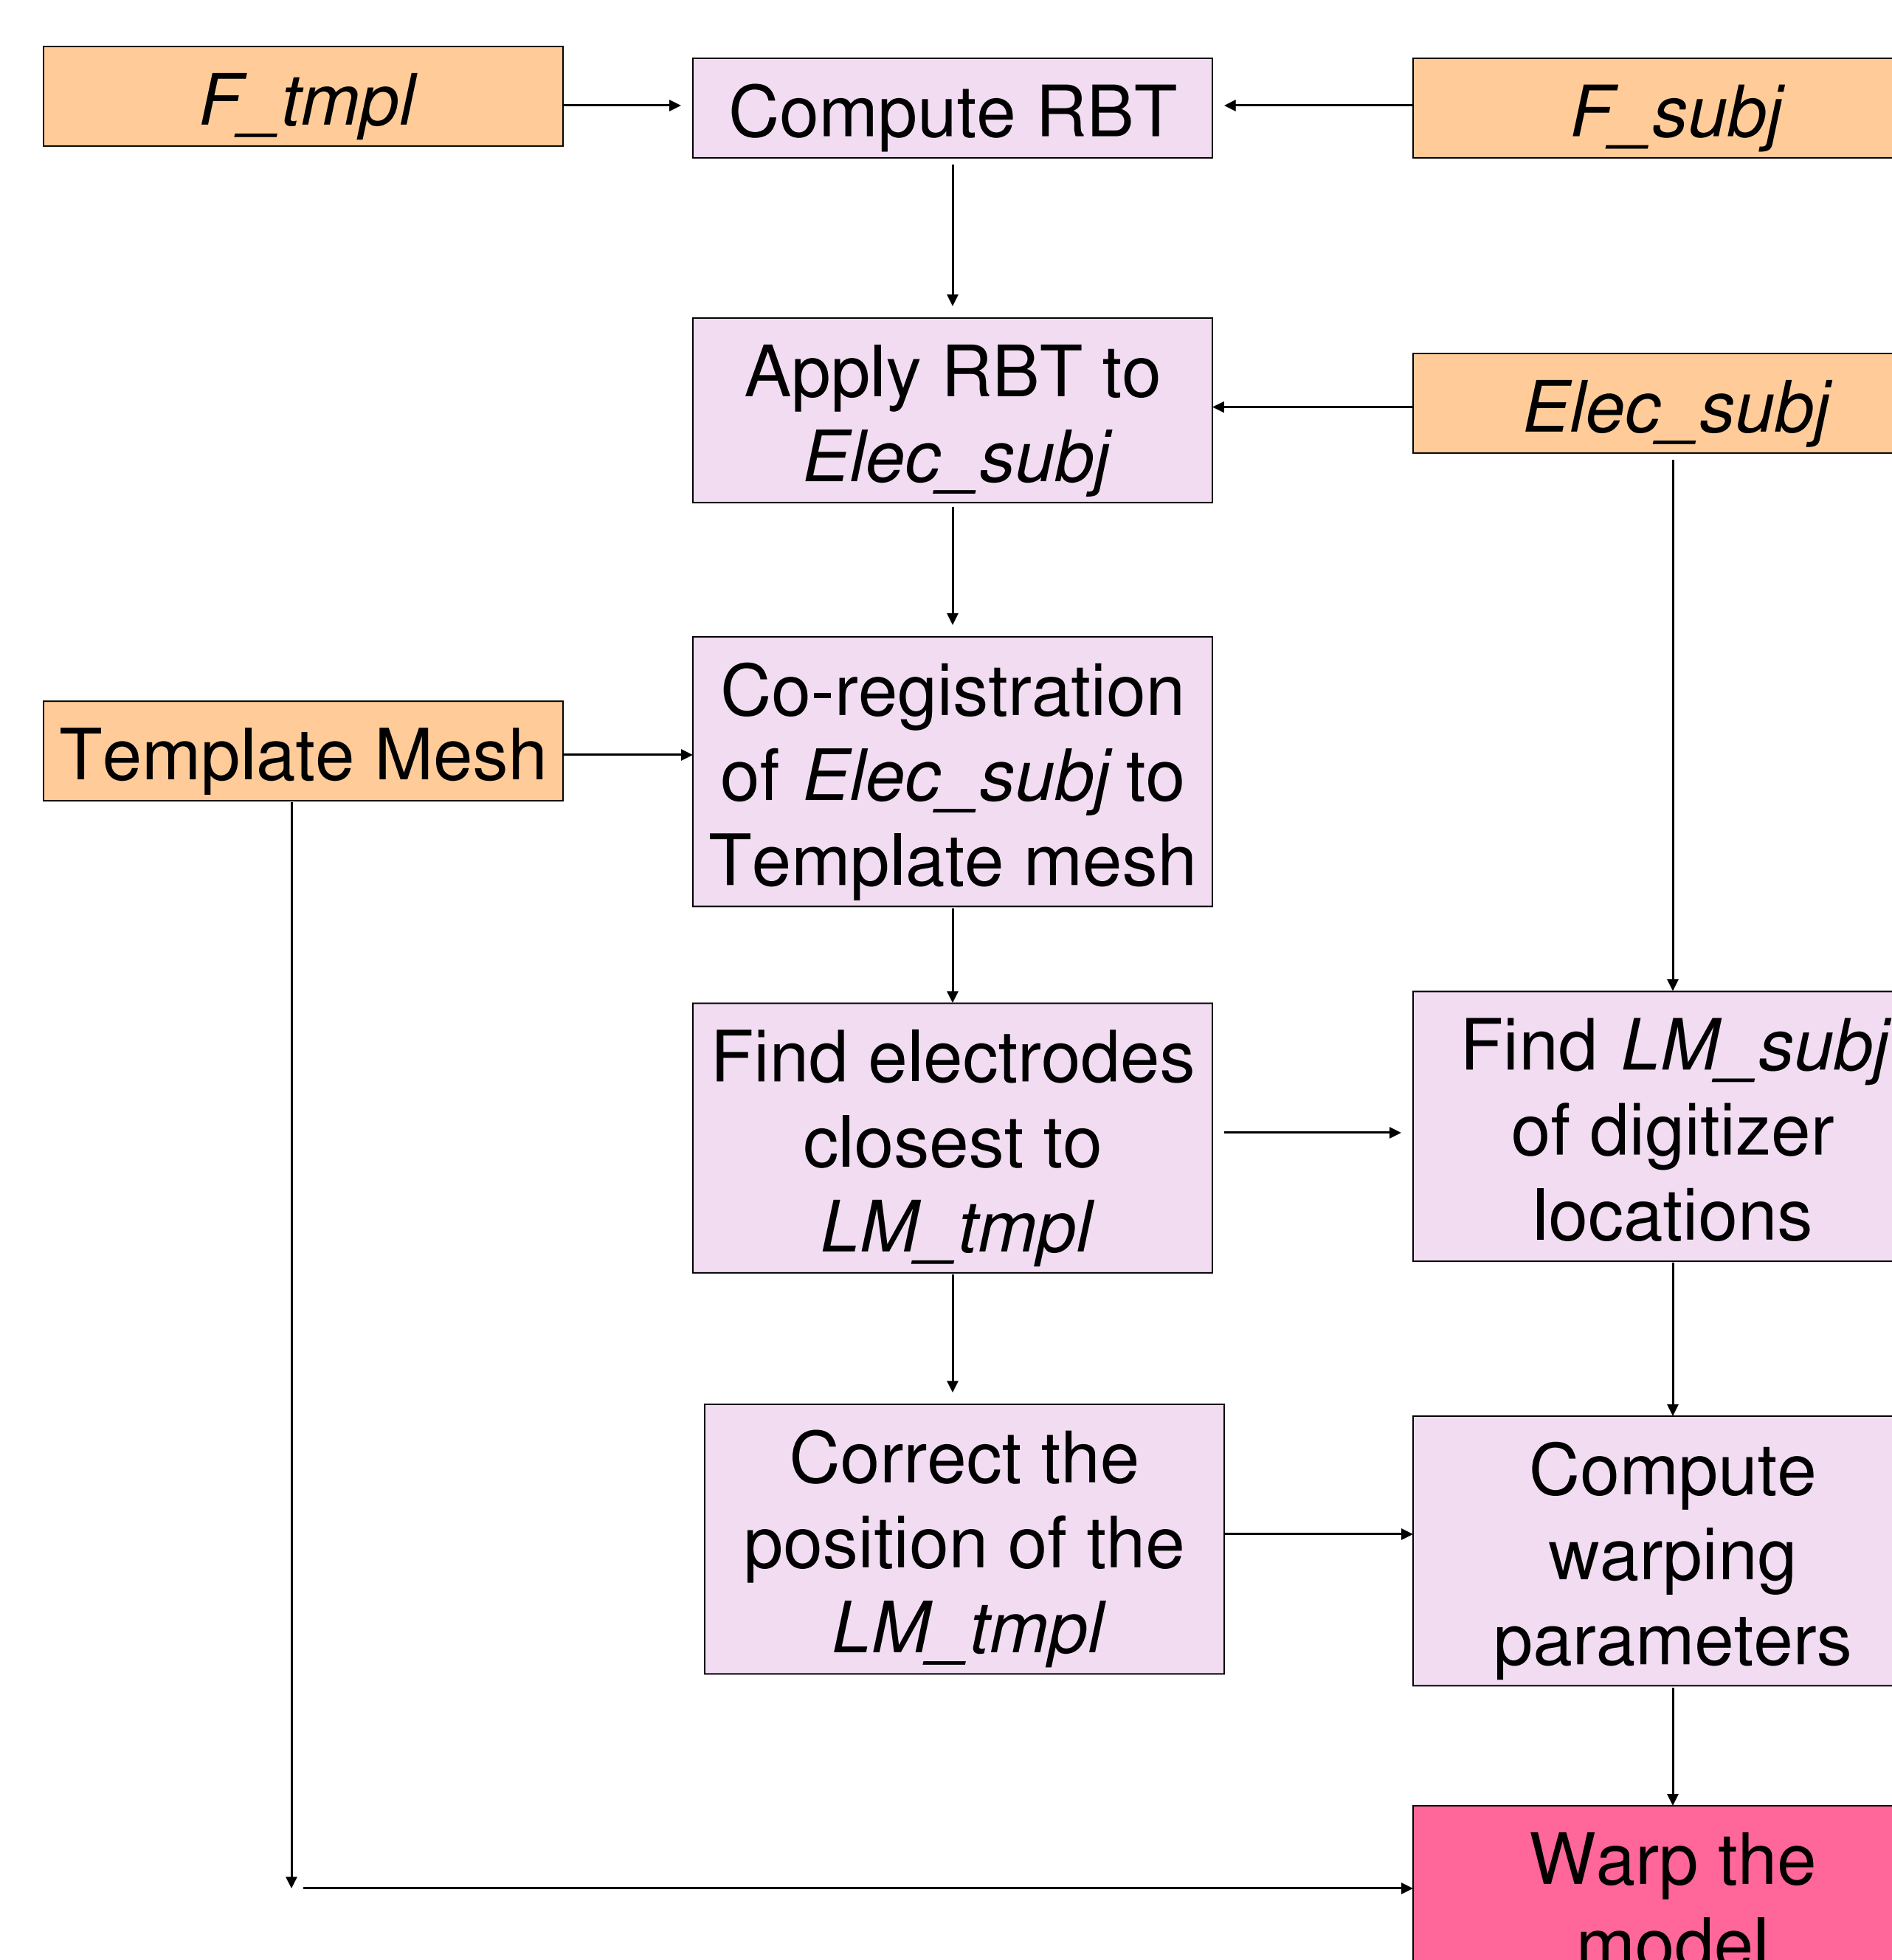 F_tmpl
Compute RBT
F_subj
Apply RBT to
Elec_subj
Elec_subj
Template Mesh
Co-registration
of Elec_subj to
Template mesh
Find electrodes
closest to
LM_tmpl
Find LM_subj
of digitizer
locations
Correct the
position of the
LM_tmpl
Compute
warping
parameters
Warp the
model